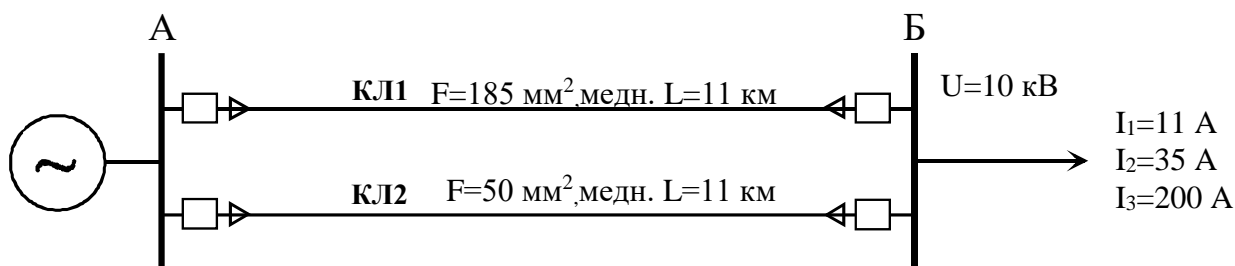 А
Б
КЛ1 F=185 мм²,медн. L=11 км
U=10 кВ
I₁=11 А
I₂=35 А
I₃=200 А
~
КЛ2 F=50 мм²,медн. L=11 км